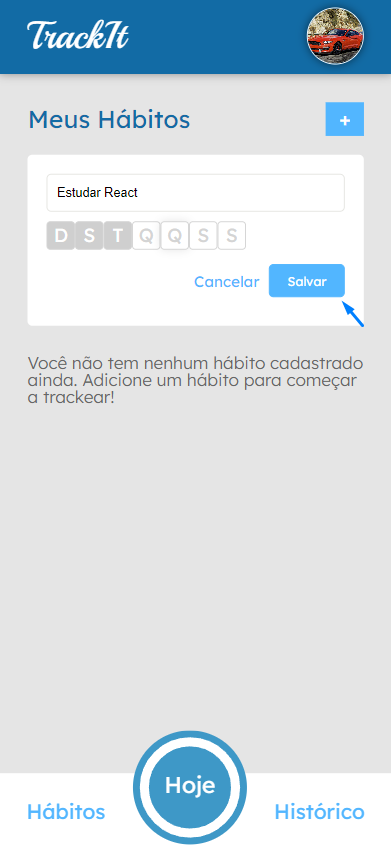 TrackIt
Meus Hábitos
+
Estudar React
D S T Q Q S S
Cancelar Salvar
Você não tem nenhum hábito cadastrado
ainda. Adicione um hábito para começar
a trackear!
Hábitos Hoje Histórico